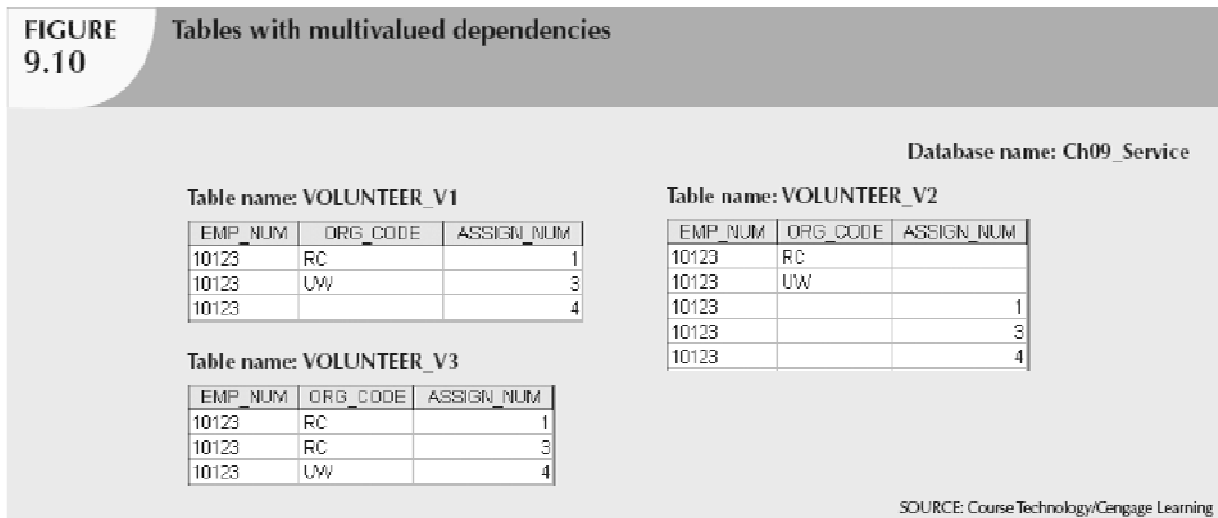 FIGURE 9.10
Tables with multivalued dependencies
Database name: Ch09_Service
Table name: VOLUNTEER_V1
EMP_NUM ORG_CODE ASSIGN_NUM
10123 RC 1
10123 UW 3
10123 4
Table name: VOLUNTEER_V2
EMP_NUM ORG_CODE ASSIGN_NUM
10123 RC
10123 UW
10123 1
10123 3
10123 4
Table name: VOLUNTEER_V3
EMP_NUM ORG_CODE ASSIGN_NUM
10123 RC 1
10123 RC 3
10123 UW 4
SOURCE: Course Technology/Cengage Learning